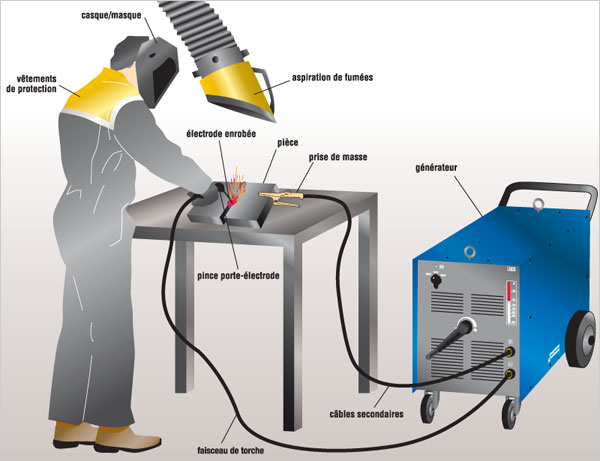 casque/masque
vêtements
de protection
aspiration de fumées
électrode enrobée
pièce
prise de masse
générateur
pince porte-électrode
câbles secondaires
faisceau de torche